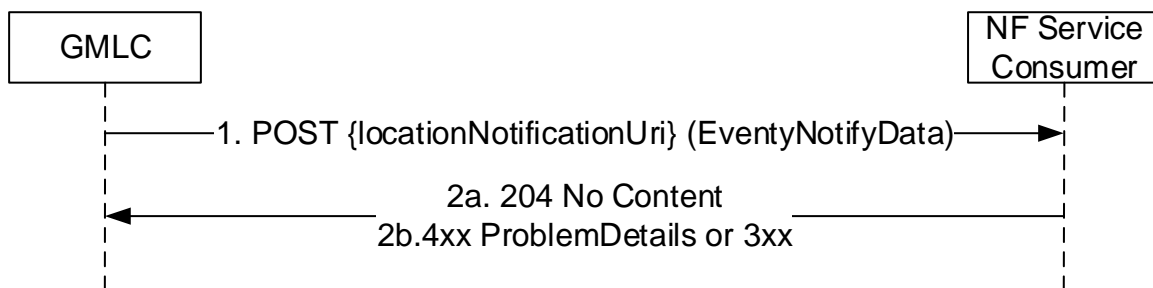 GMLC
NF Service
Consumer
1. POST {locationNotificationUri} (EventyNotifyData)
2a. 204 No Content
2b.4xx ProblemDetails or 3xx